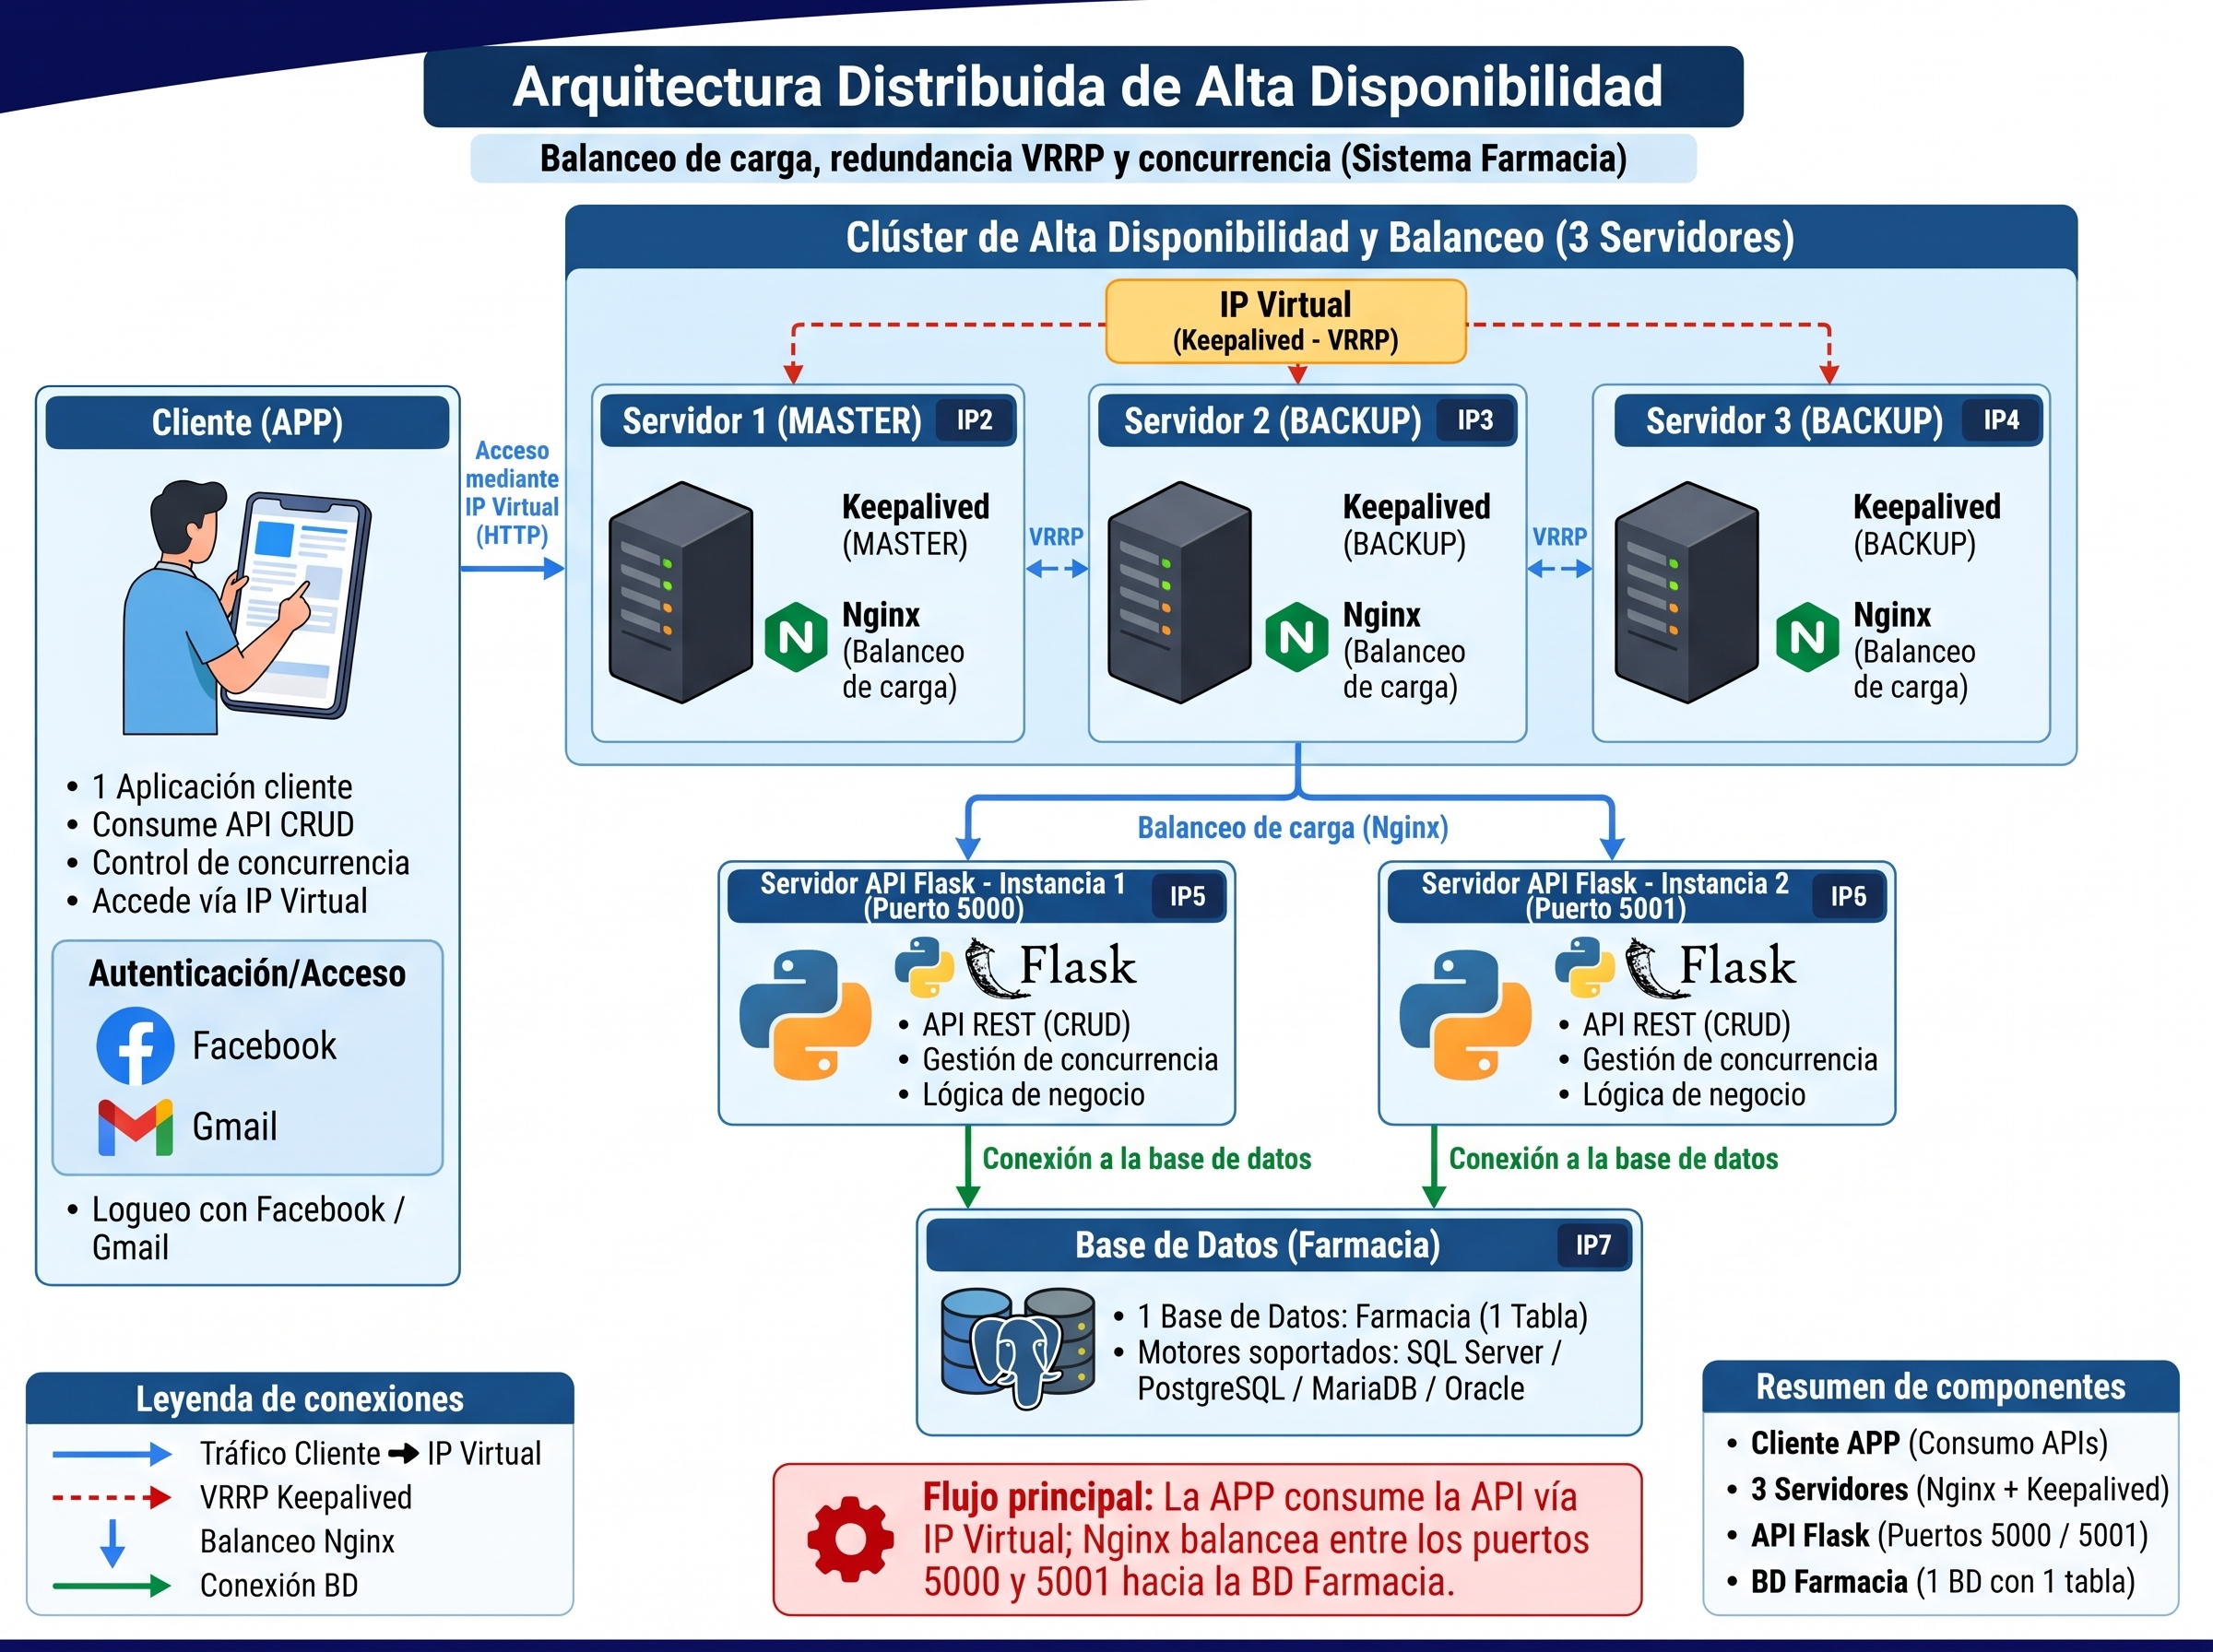 Arquitectura Distribuida de Alta Disponibilidad
Balanceo de carga, redundancia VRRP y concurrencia (Sistema Farmacia)
Clúster de Alta Disponibilidad y Balanceo (3 Servidores)
IP Virtual
(Keepalived - VRRP)
Cliente (APP)
Acceso
mediante
IP Virtual
(HTTP)
Servidor 1 (MASTER) IP2
Keepalived
(MASTER)
Nginx
(Balanceo
de carga)
VRRP
Servidor 2 (BACKUP) IP3
Keepalived
(BACKUP)
Nginx
(Balanceo
de carga)
VRRP
Servidor 3 (BACKUP) IP4
Keepalived
(BACKUP)
Nginx
(Balanceo
de carga)
• 1 Aplicación cliente
• Consume API CRUD
• Control de concurrencia
• Accede vía IP Virtual
Autenticación/Acceso
Facebook
Gmail
• Logueo con Facebook /
Gmail
Balanceo de carga (Nginx)
Servidor API Flask - Instancia 1
(Puerto 5000)
IP5
Flask
• API REST (CRUD)
• Gestión de concurrencia
• Lógica de negocio
Servidor API Flask - Instancia 2
(Puerto 5001)
IP6
Flask
• API REST (CRUD)
• Gestión de concurrencia
• Lógica de negocio
Conexión a la base de datos
Conexión a la base de datos
Base de Datos (Farmacia) IP7
• 1 Base de Datos: Farmacia (1 Tabla)
• Motores soportados: SQL Server /
PostgreSQL / MariaDB / Oracle
Leyenda de conexiones
Tráfico Cliente ➔ IP Virtual
VRRP Keepalived
Balanceo Nginx
Conexión BD
Flujo principal: La APP consume la API vía
IP Virtual; Nginx balancea entre los puertos
5000 y 5001 hacia la BD Farmacia.
Resumen de componentes
• Cliente APP (Consumo APIs)
• 3 Servidores (Nginx + Keepalived)
• API Flask (Puertos 5000 / 5001)
• BD Farmacia (1 BD con 1 tabla)